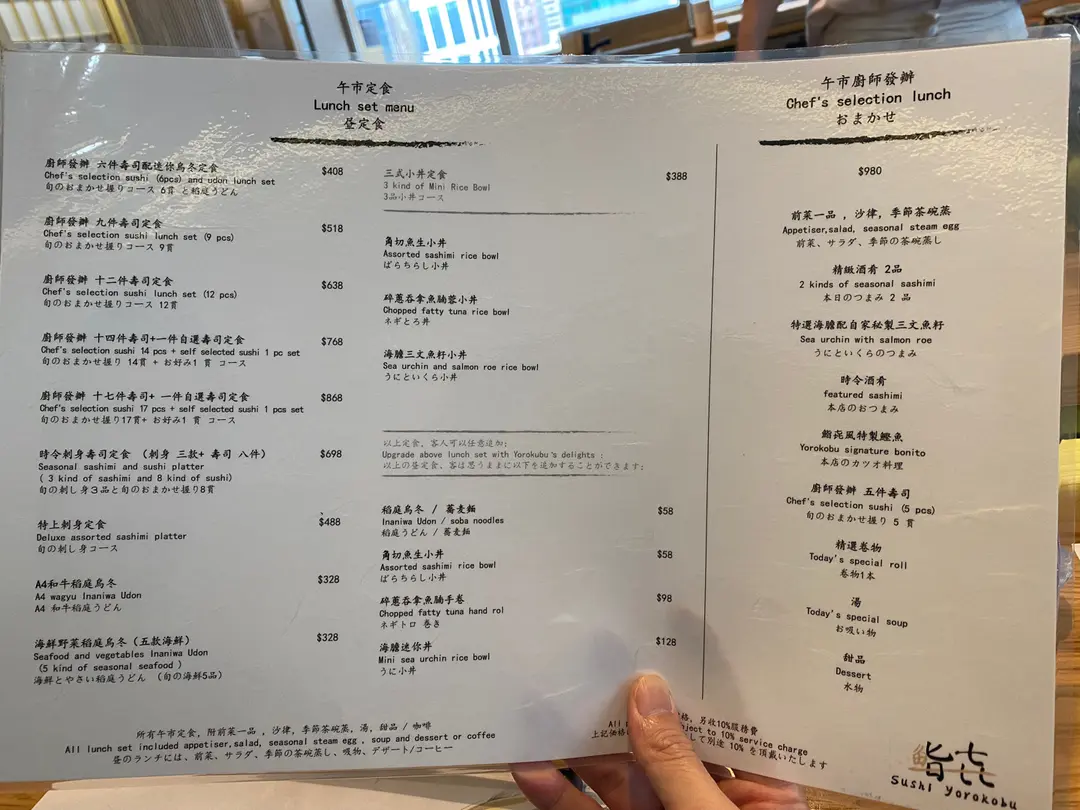 午市定食
Lunch set menu
昼定食
廚師發辦 六件壽司配迷你烏冬定食
$408
Chef's selection sushi (6pcs) and udon lunch set
旬のおまかせ握りコース 6貫 と稲庭うどん
廚師發辦 九件壽司定食
$518
Chef's selection sushi lunch set (9 pcs)
旬のおまかせ握りコース 9貫
廚師發辦 十二件壽司定食
$638
Chef's selection sushi lunch set (12 pcs)
旬のおまかせ握りコース 12貫
廚師發辦 十四件壽司+一件自選壽司定食
$768
Chef's selection sushi 14 pcs + self selected sushi 1 pc set
旬のおまかせ握り 14貫 + お好み1 貫 コース
廚師發辦 十七件壽司+ 一件自選壽司定食
$868
Chef's selection sushi 17 pcs + self selected sushi 1 pcs set
旬のおまかせ握り17貫+ お好み1 貫 コース
時令刺身壽司定食 (刺身 三款+ 壽司 八件)
$698
Seasonal sashimi and sushi platter
( 3 kind of sashimi and 8 kind of sushi)
旬の刺し身3品と旬のおまかせ握り8貫
特上刺身定食
$488
Deluxe assorted sashimi platter
旬の刺し身コース
A4和牛稻庭烏冬
$328
A4 wagyu Inaniwa Udon
A4 和牛稲庭うどん
海鮮野菜稻庭烏冬 (五款海鮮)
$328
Seafood and vegetables Inaniwa Udon
(5 kind of seasonal seafood )
海鮮とやさい稲庭うどん (旬の海鮮5品)
三式小丼定食
$388
3 kind of Mini Rice Bowl
3品小丼コース
角切魚生小丼
Assorted sashimi rice bowl
ばらちらし小丼
碎蔥吞拿魚腩蓉小丼
Chopped fatty tuna rice bowl
ネギとろ丼
海膽三文魚籽小丼
Sea urchin and salmon roe rice bowl
うにといくら小丼
以上定食, 客人可以任意追加:
Upgrade above lunch set with Yorokubu's delights :
以上の昼定食, 客は思うままに以下を追加することができます:
稻庭烏冬 / 蕎麥麵
$58
Inaniwa Udon / soba noodles
稲庭うどん / 蕎麦麺
角切魚生小丼
$58
Assorted sashimi rice bowl
ばらちらし小丼
碎蔥吞拿魚腩手卷
$98
Chopped fatty tuna hand rol
ネギトロ 巻き
海膽迷你丼
$128
Mini sea urchin rice bowl
うに小丼
所有午市定食, 附前菜一品 , 沙律, 季節茶碗蒸, 湯, 甜品 / 咖啡
All lunch set included appetiser,salad, seasonal steam egg , soup and dessert or coffee
昼のランチには、前菜、サラダ、季節の茶碗蒸し、吸物、デザート/コーヒー
午市廚師發辦
Chef's selection lunch
おまかせ
$980
前菜一品 , 沙律, 季節茶碗蒸
Appetiser,salad, seasonal steam egg
前菜、サラダ、季節の茶碗蒸し
精緻酒肴 2品
2 kinds of seasonal sashimi
本日のつまみ 2 品
特選海膽配自家秘製三文魚籽
Sea urchin with salmon roe
うにといくらのつまみ
時令酒肴
featured sashimi
本店のおつまみ
鮨㐂風特製鰹魚
Yorokobu signature bonito
本店のカツオ料理
廚師發辦 五件壽司
Chef's selection sushi (5 pcs)
旬のおまかせ握り 5 貫
精選卷物
Today's special roll
巻物1本
湯
Today's special soup
お吸い物
甜品
Dessert
水物
格, 另收10%服務費
All ject to 10% service charge
上記価格 して別途 10% を頂戴いたします
鮨㐂
Sushi Yorokobu